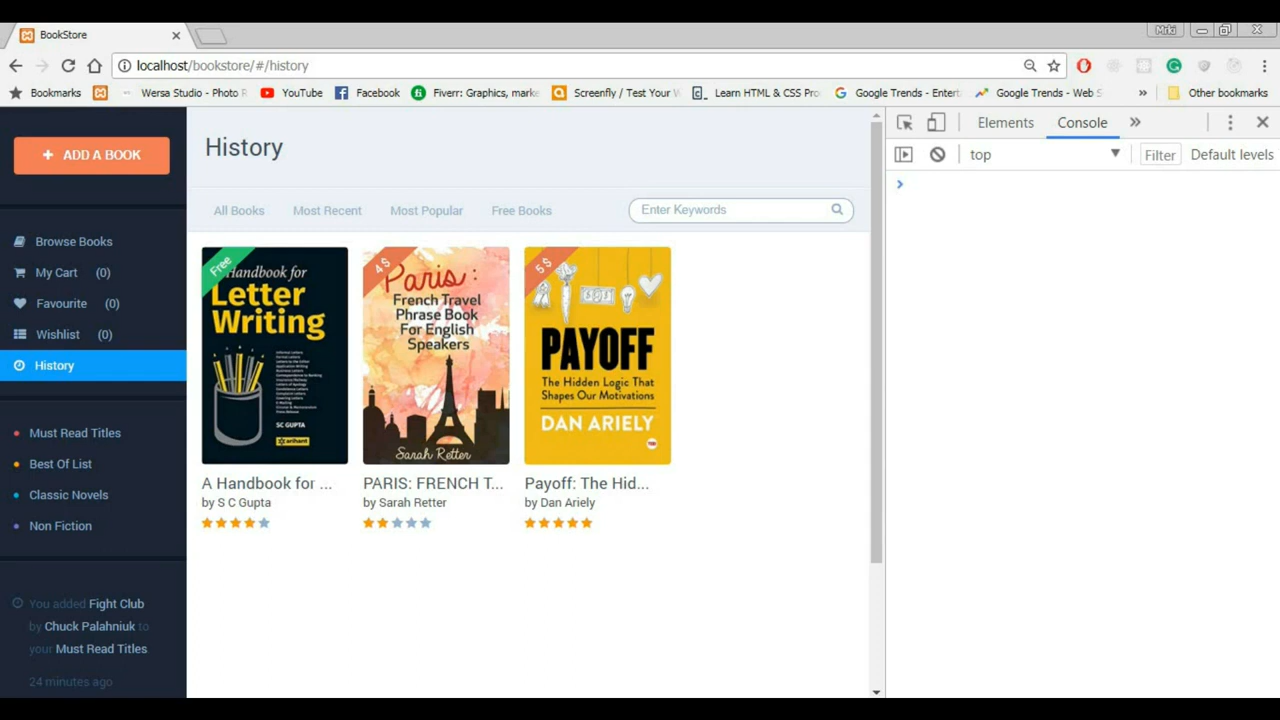 BookStore
Miki
localhost/bookstore/#/history
Bookmarks
Wersa Studio - Photo
YouTube
Facebook
Fiverr: Graphics, marke
Screenfly / Test Your
Learn HTML & CSS Pro
Google Trends - Entert
Google Trends - Web S
»
Other bookmarks
+ ADD A BOOK
Browse Books
My Cart (0)
Favourite (0)
Wishlist (0)
History
Must Read Titles
Best Of List
Classic Novels
Non Fiction
You added Fight Club
by Chuck Palahniuk to
your Must Read Titles.
24 minutes ago
History
All Books
Most Recent
Most Popular
Free Books
Enter Keywords
Free
Handbook for
Letter
Writing
SC GUPTA
arihant
A Handbook for ...
by S C Gupta
4 $
Paris:
French Travel
Phrase Book
For English
Speakers
Sarah Retter
PARIS: FRENCH T...
by Sarah Retter
5 $
PAYOFF
The Hidden Logic That
Shapes Our Motivations
DAN ARIELY
TED
Payoff: The Hid...
by Dan Ariely
Elements
Console
»
top
Filter
Default levels